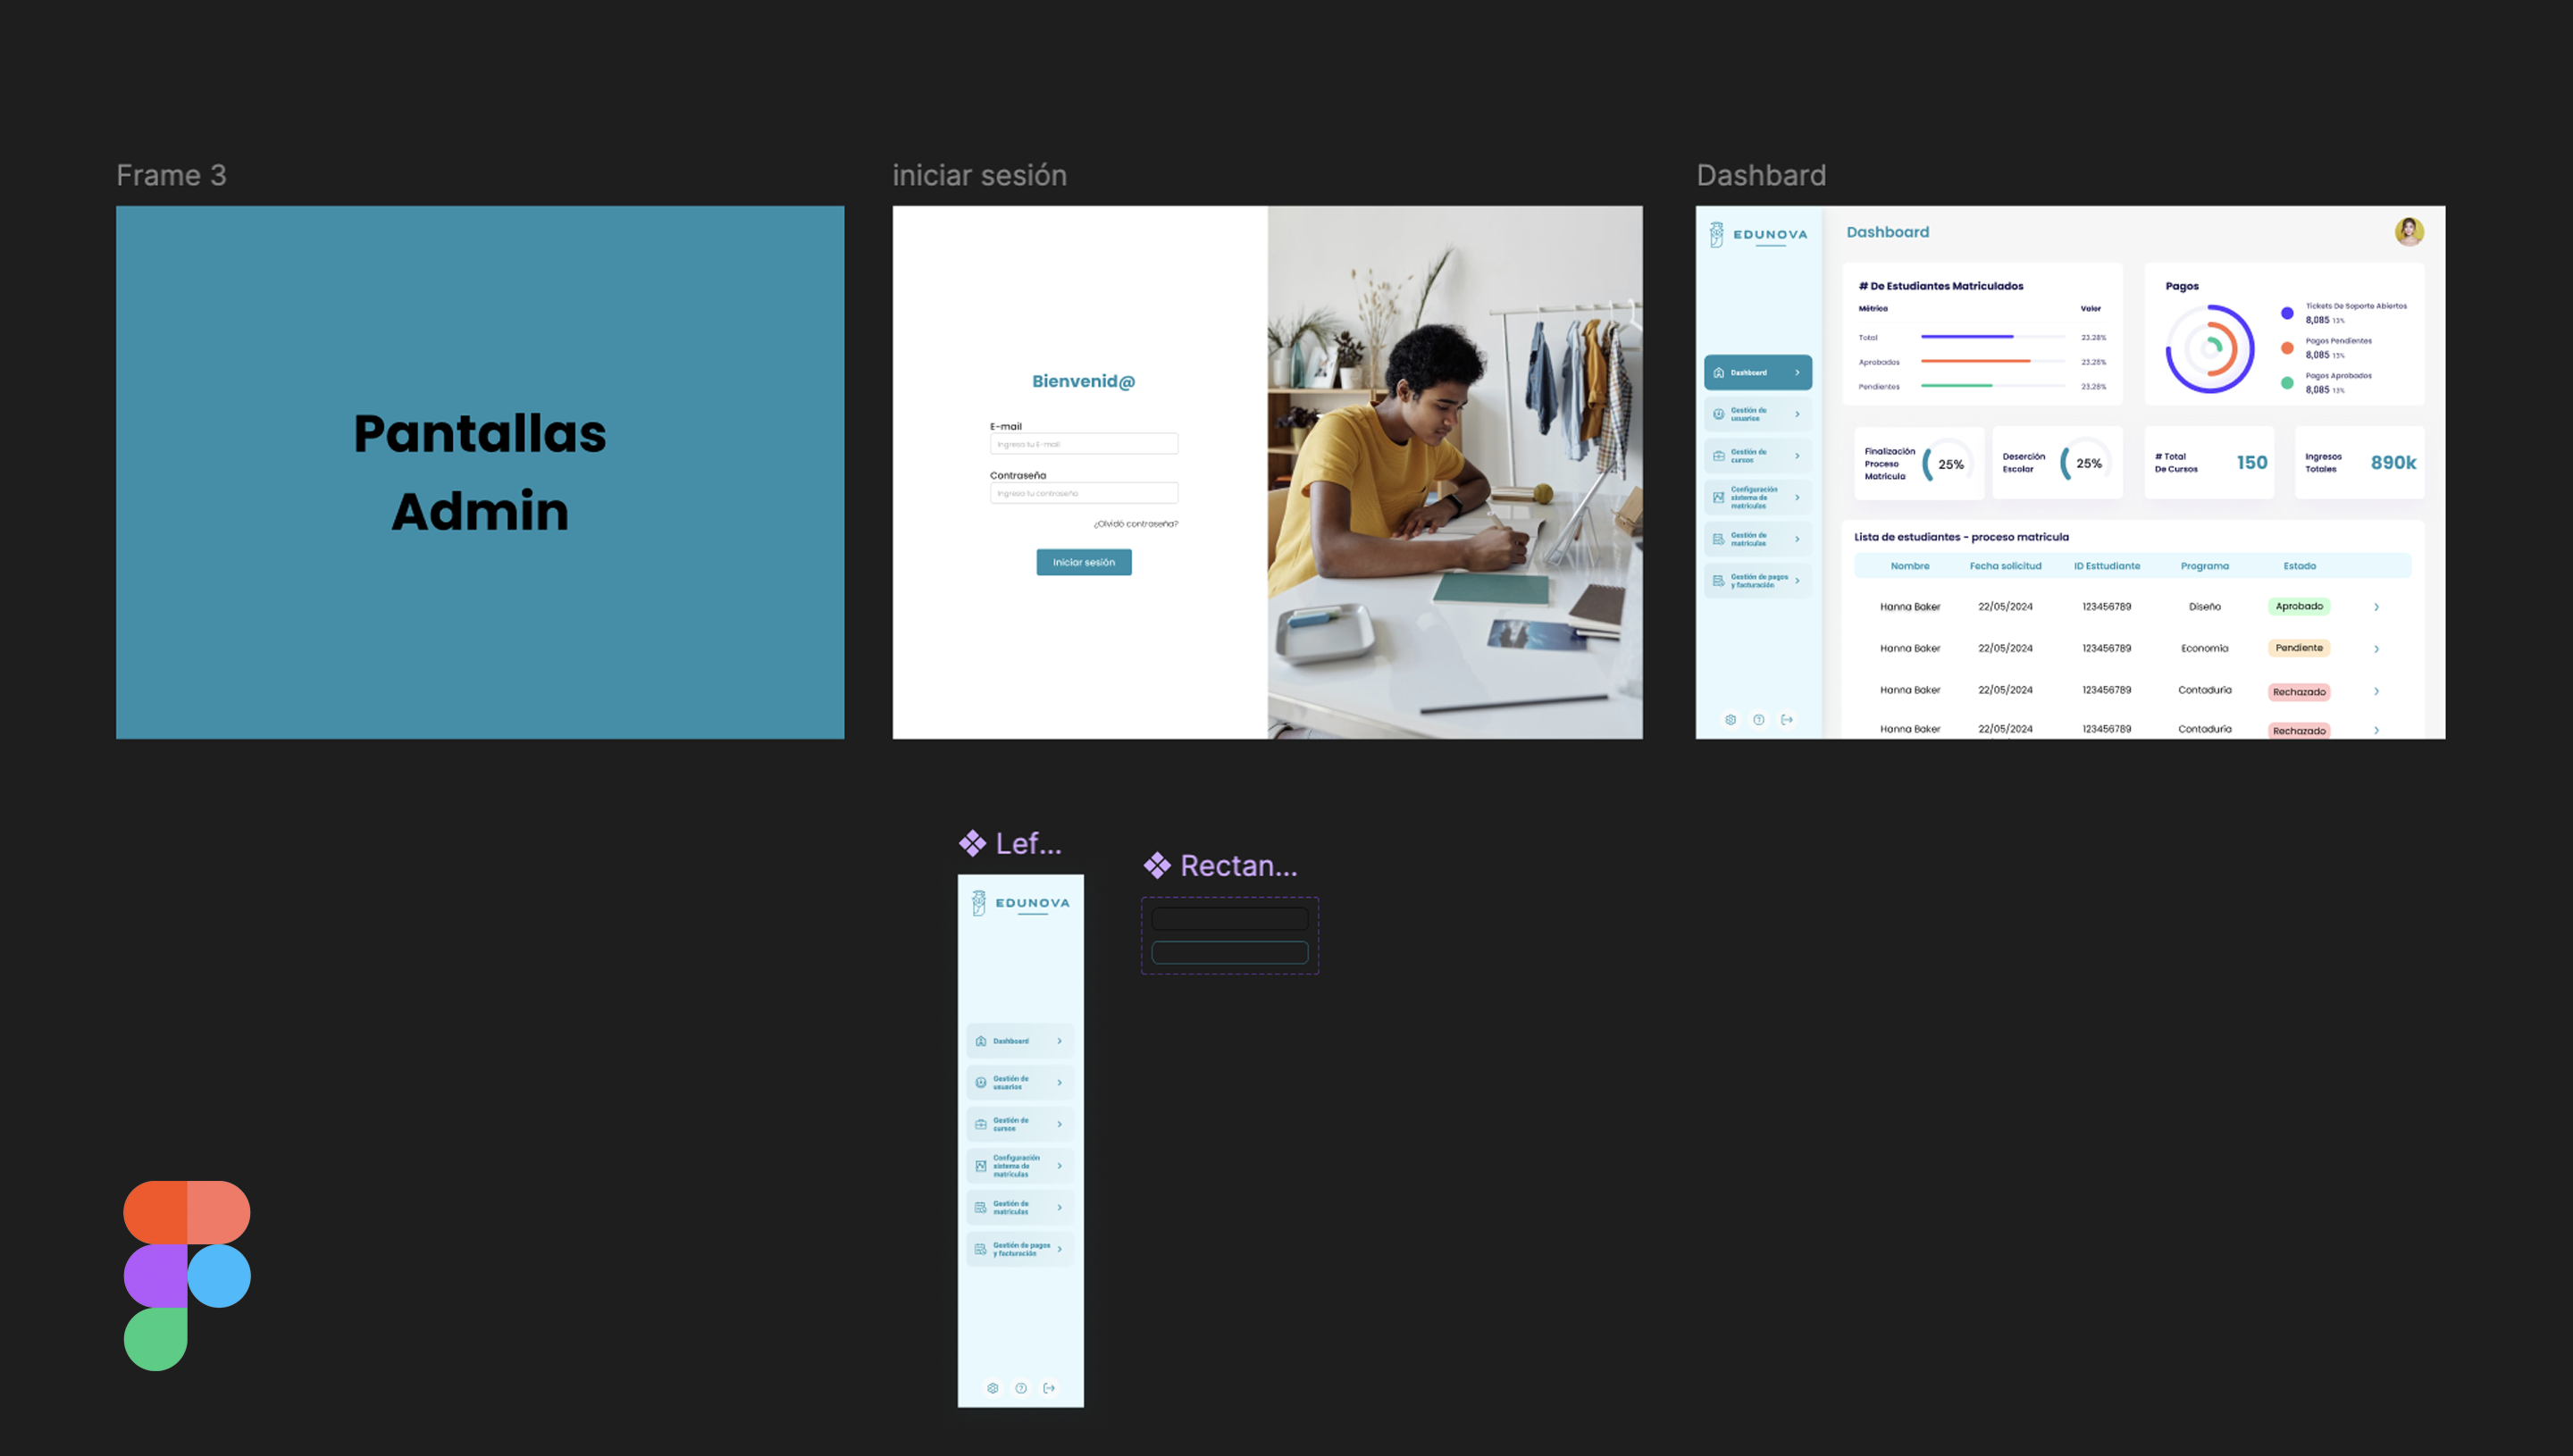 Frame 3
Pantallas
Admin
iniciar sesión
Bienvenid@
E-mail
Ingresa tu E-mail
Contraseña
Ingresa tu contraseña
¿Olvidó contraseña?
Iniciar sesión
Dashbard
EDUNOVA
Dashboard
Gestión de
usuarios
Gestión de
cursos
Configuración
sistema de
matrículas
Gestión de
matrículas
Gestión de pagos
y facturación
Dashboard
# De Estudiantes Matriculados
Métrica Valor
Total 23.28%
Aprobados 23.28%
Pendientes 23.28%
Pagos
Tickets De Soporte Abiertos
8,085 13%
Pagos Pendientes
8,085 13%
Pagos Aprobados
8,085 13%
Finalización
Proceso
Matrícula
25%
Deserción
Escolar
25%
# Total
De Cursos
150
Ingresos
Totales
890k
Lista de estudiantes - proceso matrícula
Nombre Fecha solicitud ID Esttudiante Programa Estado
Hanna Baker 22/05/2024 123456789 Diseño Aprobado
Hanna Baker 22/05/2024 123456789 Economía Pendiente
Hanna Baker 22/05/2024 123456789 Contaduría Rechazado
Hanna Baker 22/05/2024 123456789 Contaduría Rechazado
Lef...
EDUNOVA
Dashboard
Gestión de
usuarios
Gestión de
cursos
Configuración
sistema de
matrículas
Gestión de
matrículas
Gestión de pagos
y facturación
Rectan...